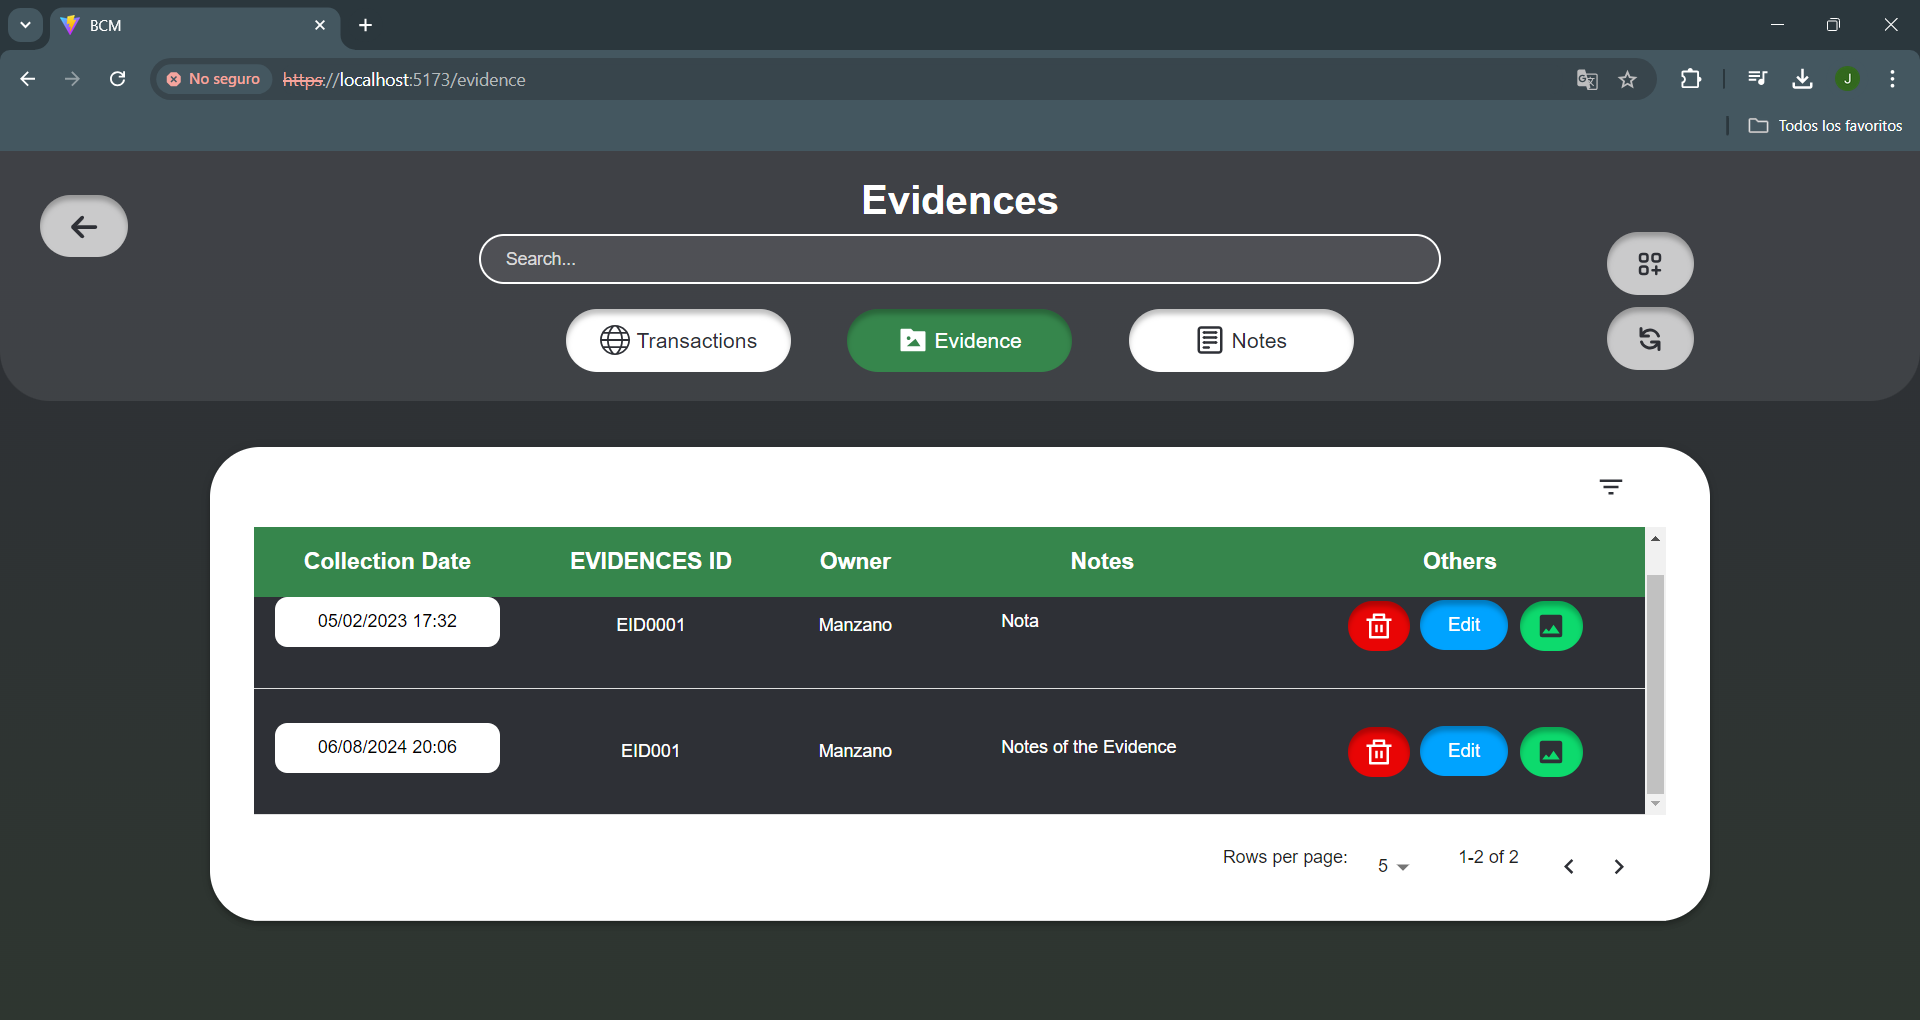 BCM
No seguro
https://localhost:5173/evidence
J
Todos los favoritos
Evidences
Search...
Transactions
Evidence
Notes
Collection Date EVIDENCES ID Owner Notes Others
05/02/2023 17:32 EID0001 Manzano Nota Edit
06/08/2024 20:06 EID001 Manzano Notes of the Evidence Edit
Rows per page: 5 1-2 of 2